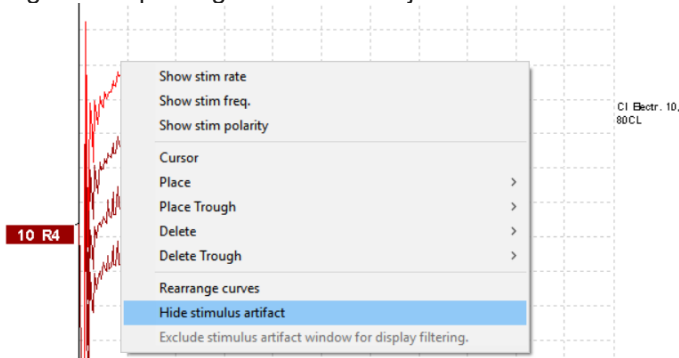 Show stim rate
Show stim freq.
Show stim polarity
CI Electr. 10,
80CL
Cursor
Place
Place Trough
10 R4
Delete
Delete Trough
Rearrange curves
Hide stimulus artifact
Exclude stimulus artifact window for display filtering.